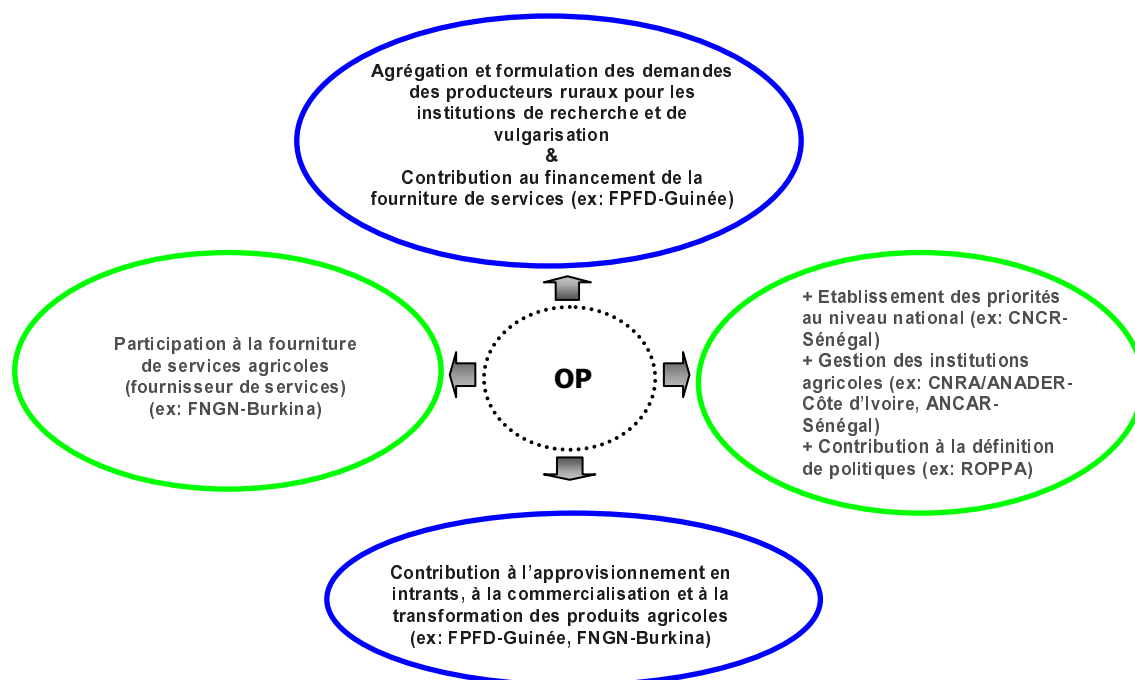 Agrégation et formulation des demandes
des producteurs ruraux pour les
institutions de recherche et de
vulgarisation
&
Contribution au financement de la
fourniture de services (ex: FPFD-Guinée)
Participation à la fourniture
de services agricoles
(fournisseur de services)
(ex: FNGN-Burkina)
OP
+ Etablissement des priorités
au niveau national (ex: CNCR-
Sénégal)
+ Gestion des institutions
agricoles (ex: CNRA/ANADER-
Côte d’Ivoire, ANCAR-
Sénégal)
+ Contribution à la définition
de politiques (ex: ROPPA)
Contribution à l’approvisionnement en
intrants, à la commercialisation et à la
transformation des produits agricoles
(ex: FPFD-Guinée, FNGN-Burkina)